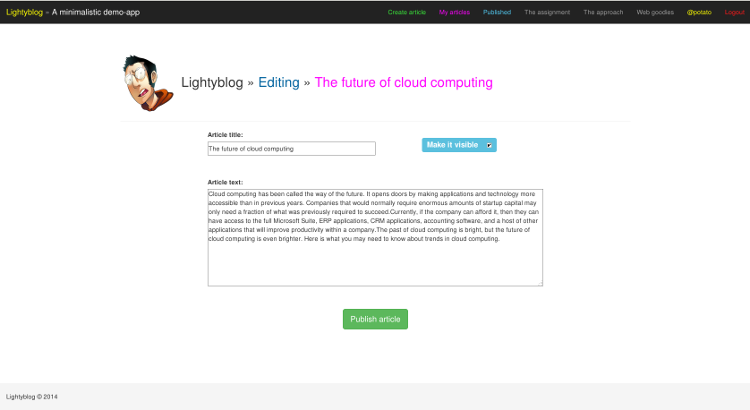 Lightyblog » A minimalistic demo-app Create article My articles Published The assignment The approach Web goodies @potato Logout
Lightyblog » Editing » The future of cloud computing
Article title:
The future of cloud computing
Make it visible
Article text:
Cloud computing has been called the way of the future. It opens doors by making applications and technology more
accessible than in previous years. Companies that would normally require enormous amounts of startup capital may
only need a fraction of what was previously required to succeed.Currently, if the company can afford it, then they can
have access to the full Microsoft Suite, ERP applications, CRM applications, accounting software, and a host of other
applications that will improve productivity within a company.The past of cloud computing is bright, but the future of
cloud computing is even brighter. Here is what you may need to know about trends in cloud computing.
Publish article
Lightyblog © 2014